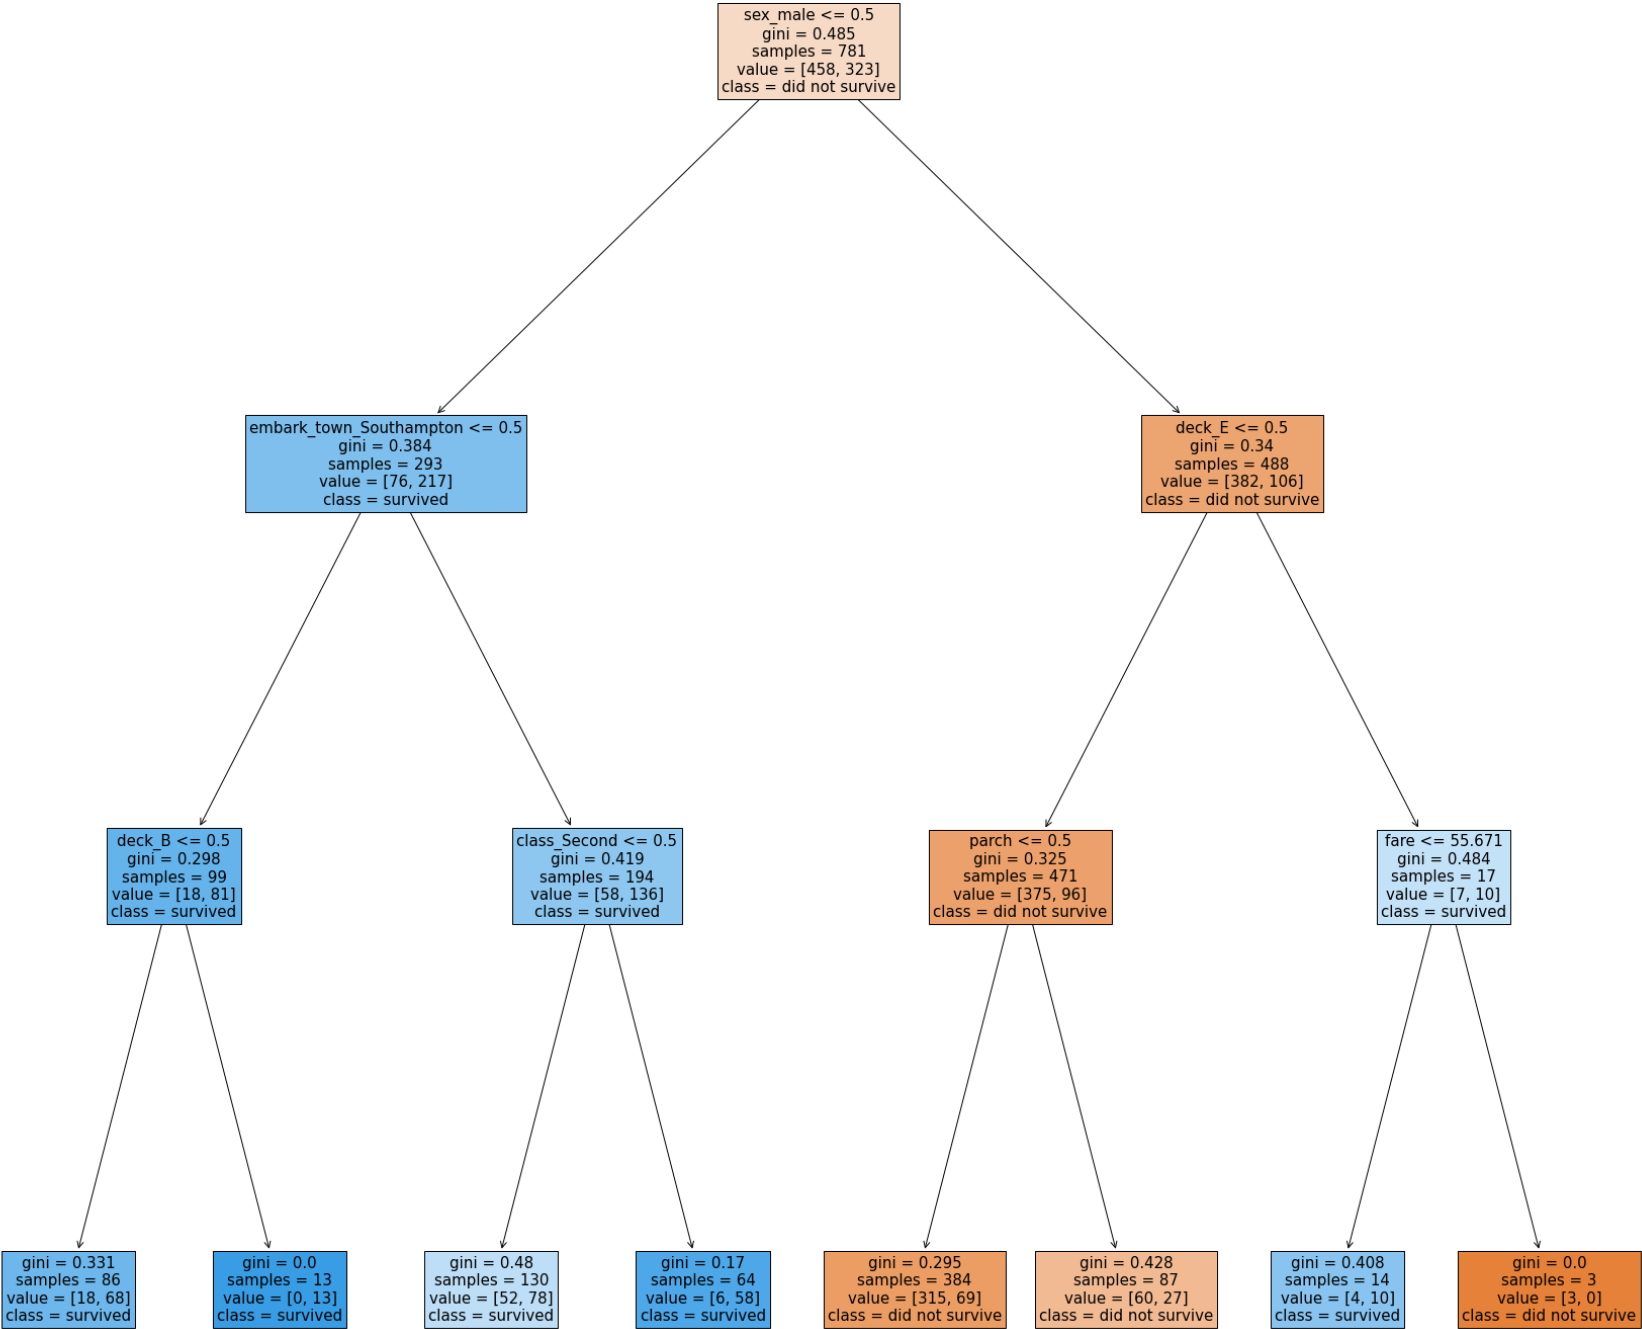 sex_male <= 0.5
gini = 0.485
samples = 781
value = [458, 323]
class = did not survive
embark_town_Southampton <= 0.5
gini = 0.384
samples = 293
value = [76, 217]
class = survived
deck_E <= 0.5
gini = 0.34
samples = 488
value = [382, 106]
class = did not survive
deck_B <= 0.5
gini = 0.298
samples = 99
value = [18, 81]
class = survived
class_Second <= 0.5
gini = 0.419
samples = 194
value = [58, 136]
class = survived
parch <= 0.5
gini = 0.325
samples = 471
value = [375, 96]
class = did not survive
fare <= 55.671
gini = 0.484
samples = 17
value = [7, 10]
class = survived
gini = 0.331
samples = 86
value = [18, 68]
class = survived
gini = 0.0
samples = 13
value = [0, 13]
class = survived
gini = 0.48
samples = 130
value = [52, 78]
class = survived
gini = 0.17
samples = 64
value = [6, 58]
class = survived
gini = 0.295
samples = 384
value = [315, 69]
class = did not survive
gini = 0.428
samples = 87
value = [60, 27]
class = did not survive
gini = 0.408
samples = 14
value = [4, 10]
class = survived
gini = 0.0
samples = 3
value = [3, 0]
class = did not survive